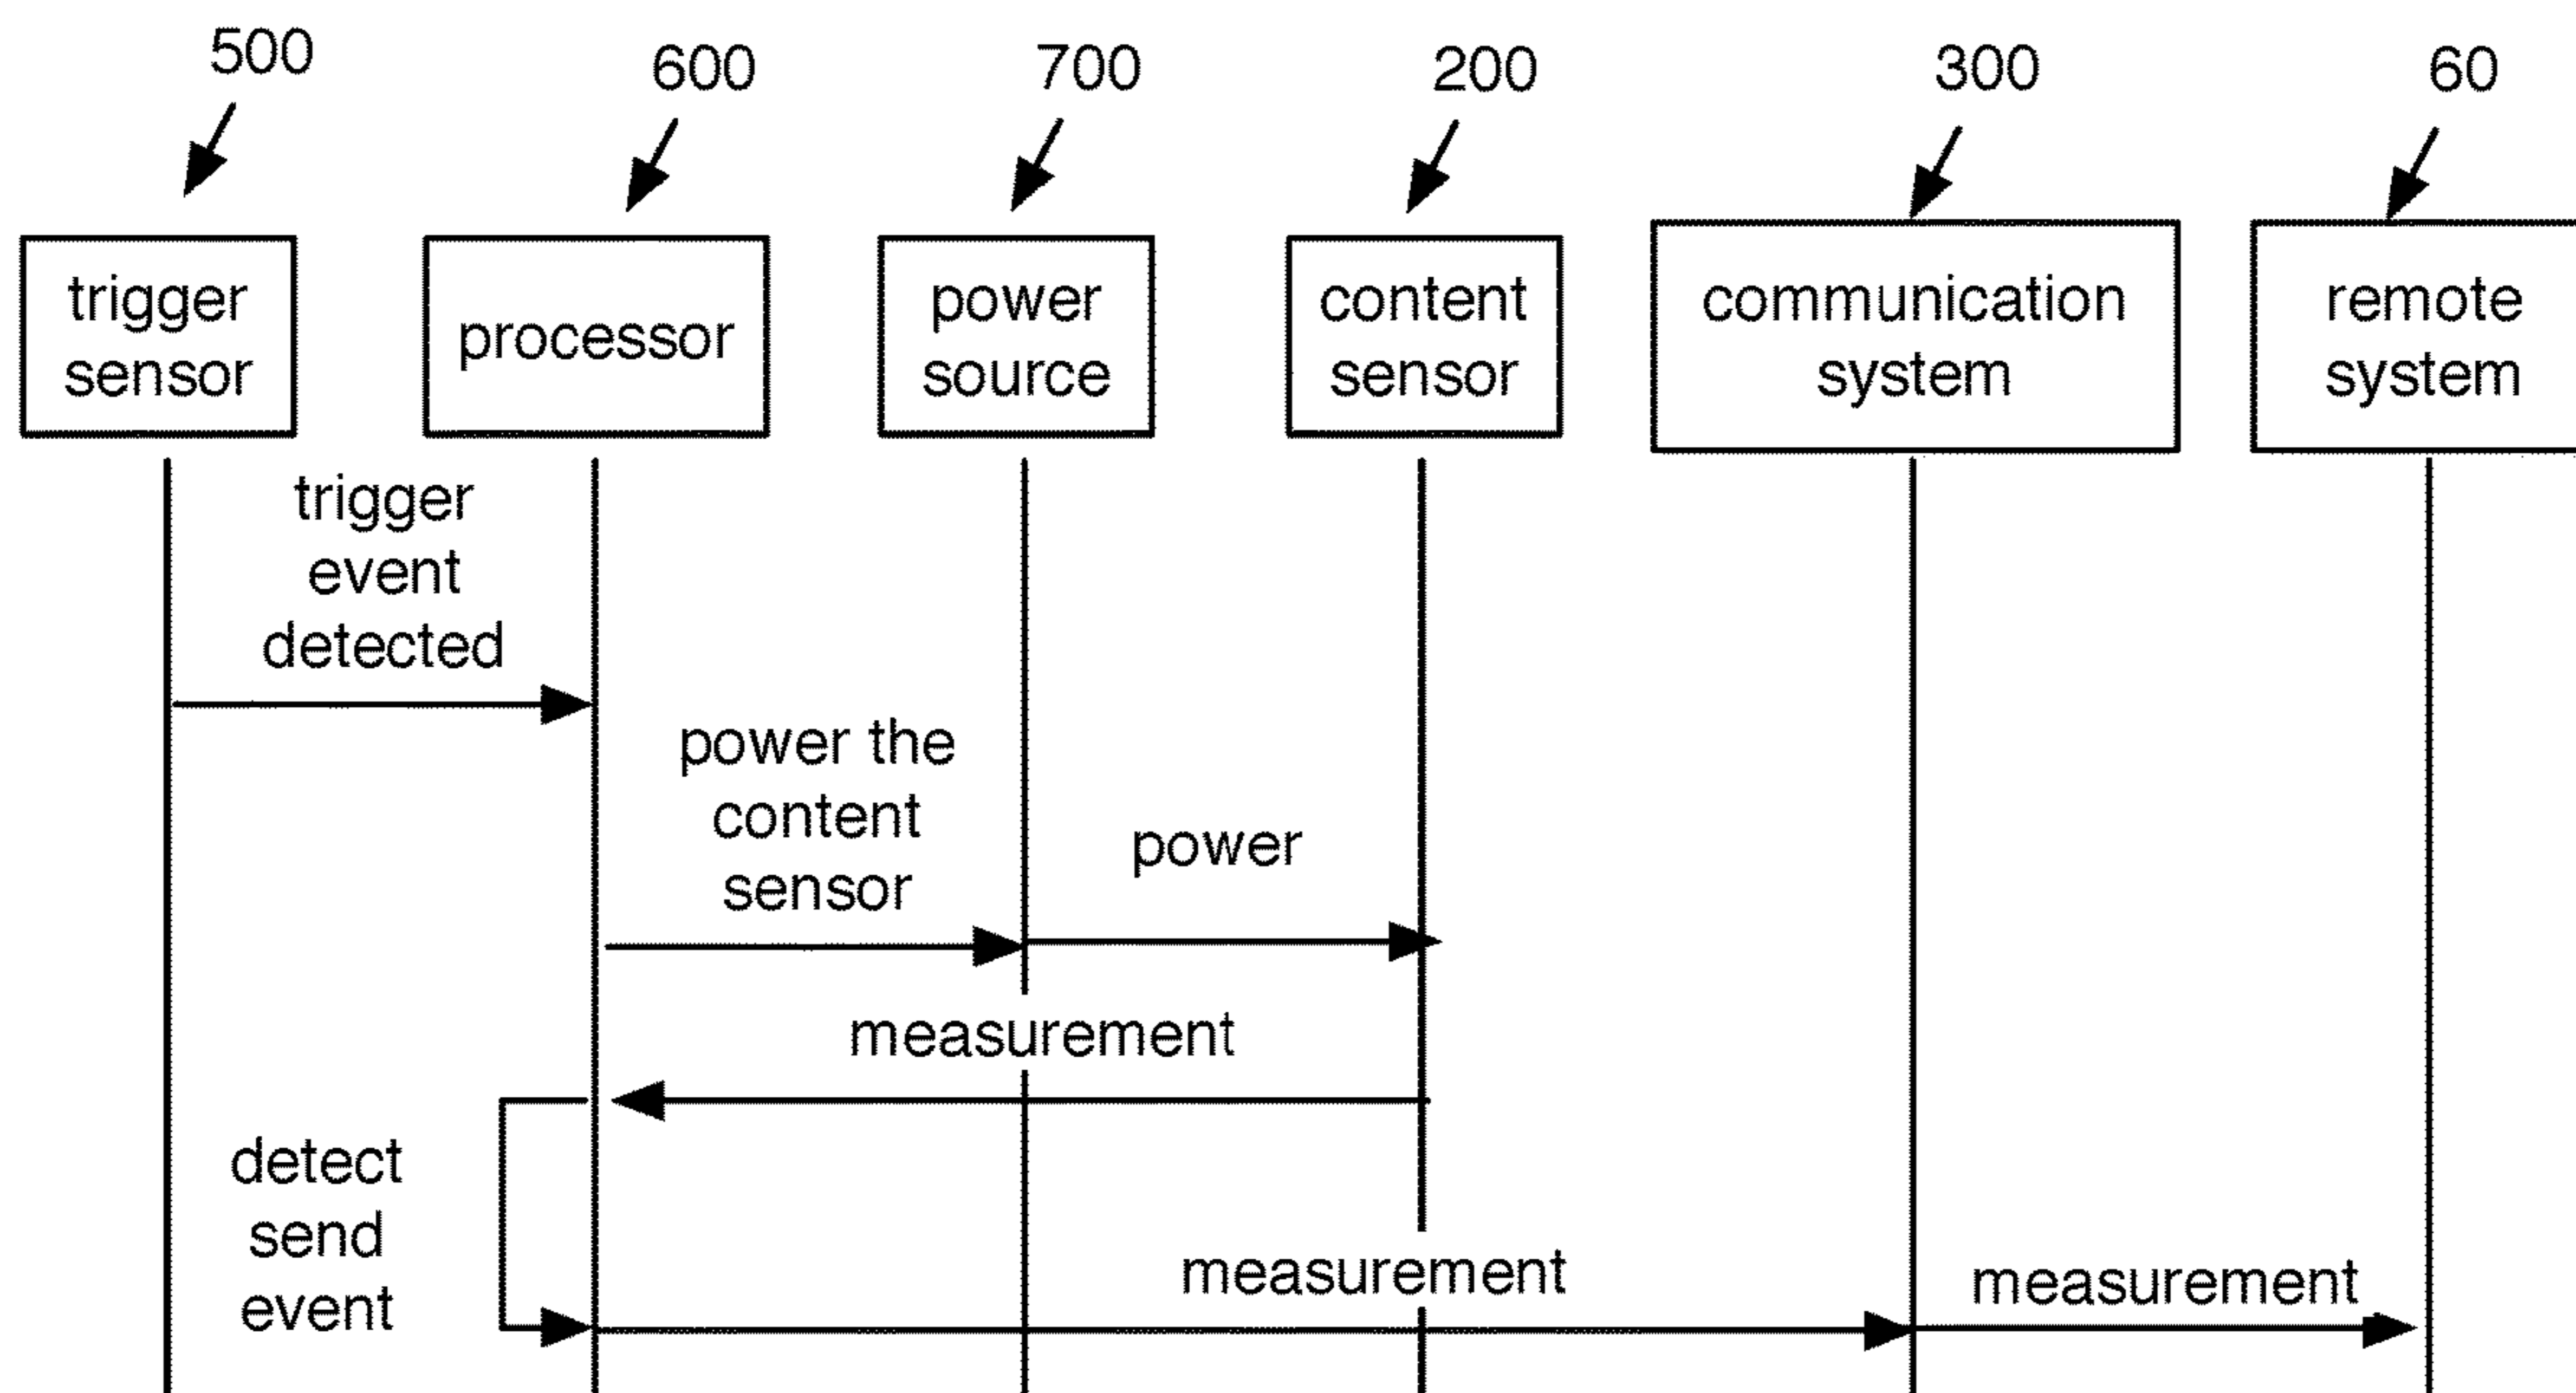 500
600
700
200
300
60
trigger
sensor
processor
power
source
content
sensor
communication
system
remote
system
trigger
event
detected
power the
content
sensor
power
measurement
detect
send
event
measurement
measurement